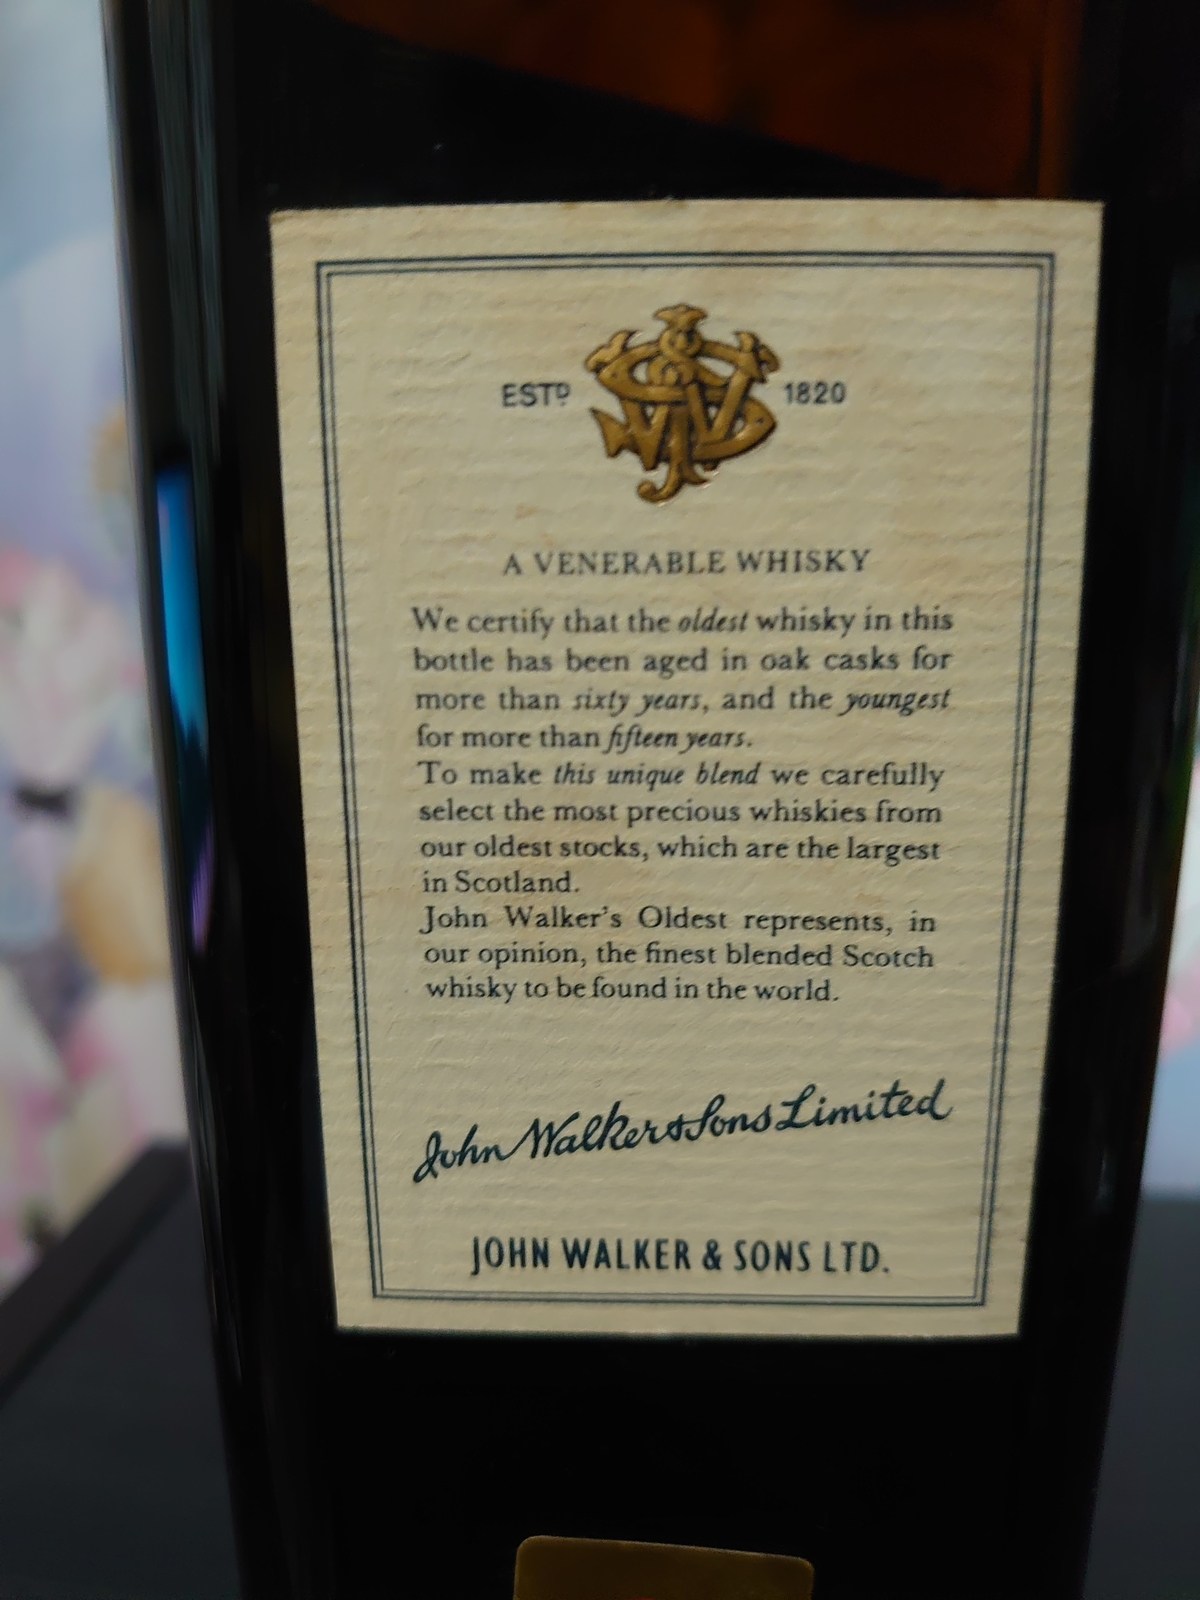 ESTD 1820
A VENERABLE WHISKY
We certify that the oldest whisky in this
bottle has been aged in oak casks for
more than sixty years, and the youngest
for more than fifteen years.
To make this unique blend we carefully
select the most precious whiskies from
our oldest stocks, which are the largest
in Scotland.
John Walker's Oldest represents, in
our opinion, the finest blended Scotch
whisky to be found in the world.
John Walker & Sons Limited
JOHN WALKER & SONS LTD.